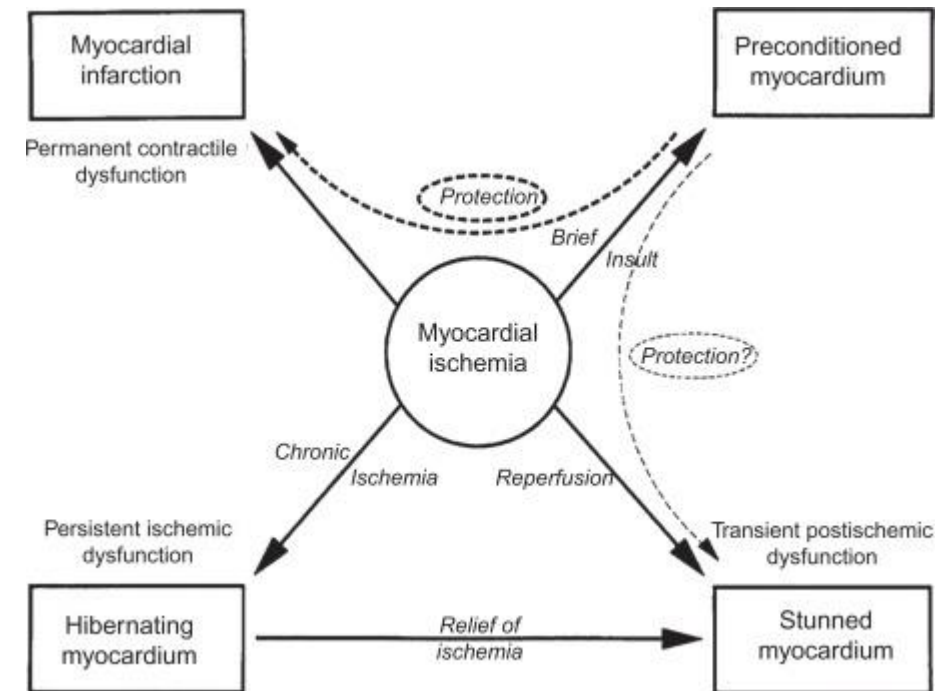 Myocardial
infarction
Preconditioned
myocardium
Permanent contractile
dysfunction
Protection
Brief
Insult
Myocardial
ischemia
Protection?
Chronic
Ischemia
Reperfusion
Persistent ischemic
dysfunction
Transient postischemic
dysfunction
Hibernating
myocardium
Relief of
ischemia
Stunned
myocardium